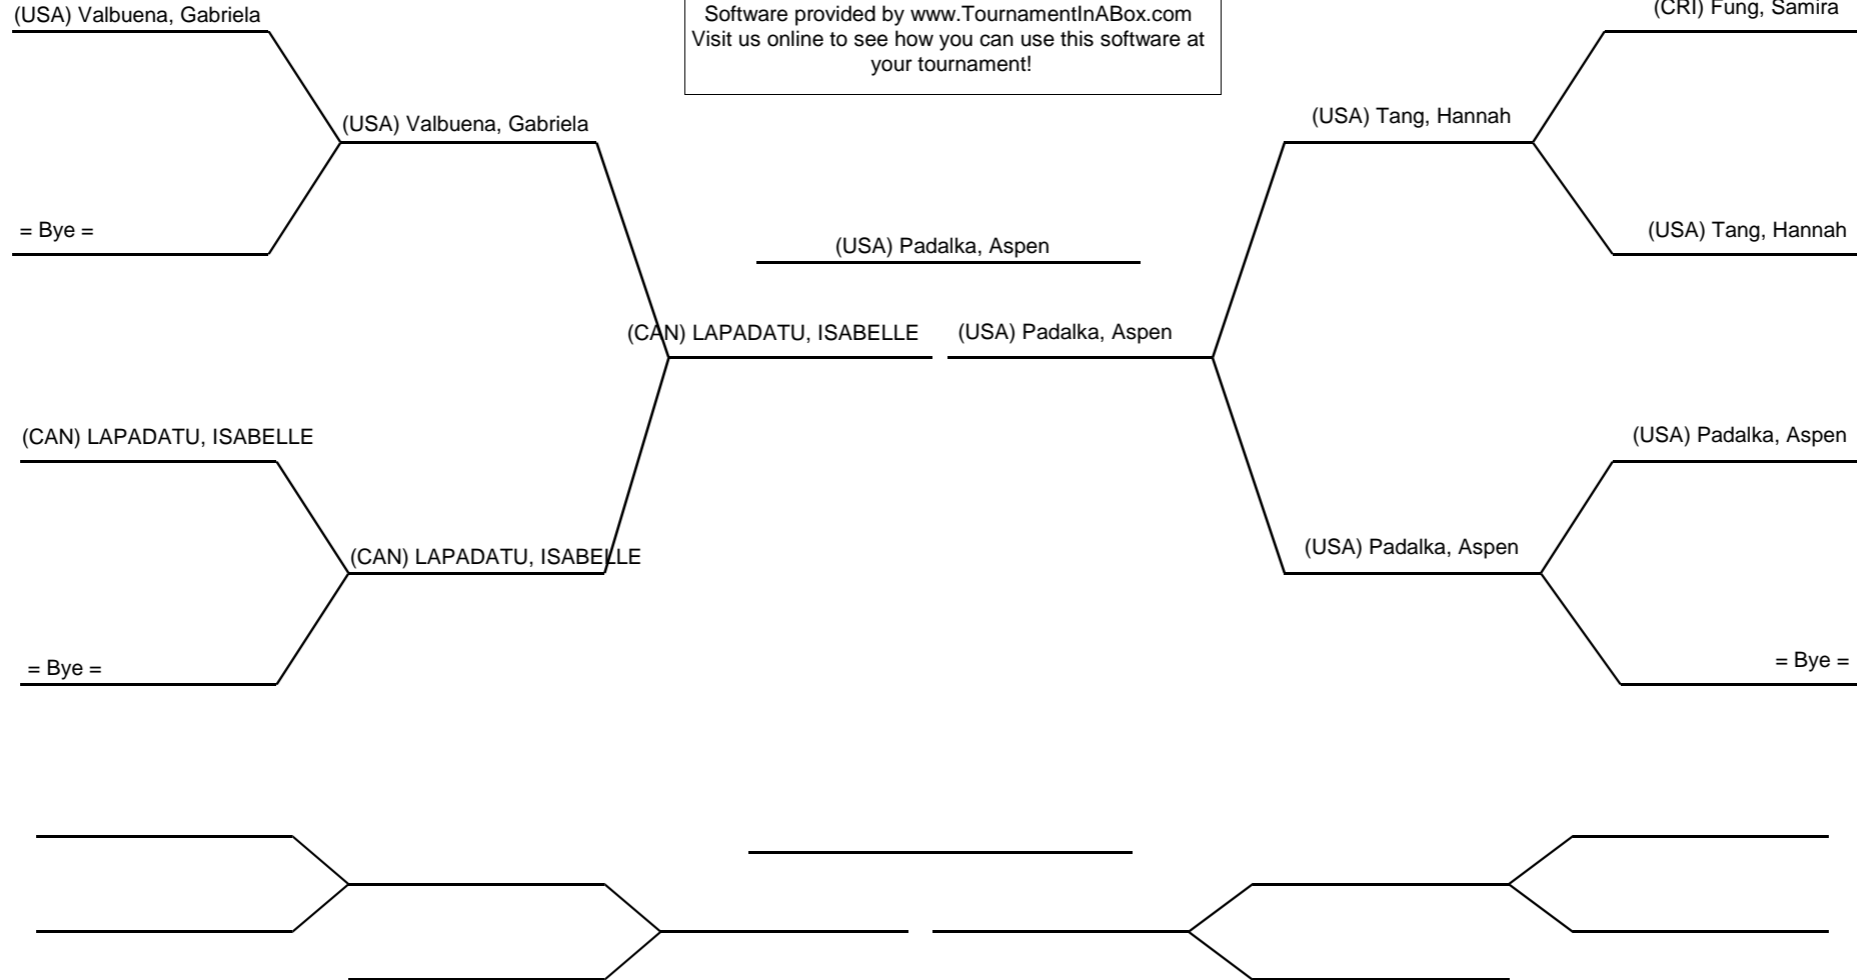 (USA) Valbuena, Gabriela
Software provided by www.TournamentInABox.com
Visit us online to see how you can use this software at
your tournament!
(CRI) Fung, Samira
(USA) Valbuena, Gabriela
(USA) Tang, Hannah
= Bye =
(USA) Padalka, Aspen
(USA) Tang, Hannah
(CAN) LAPADATU, ISABELLE
(USA) Padalka, Aspen
(CAN) LAPADATU, ISABELLE
(USA) Padalka, Aspen
(CAN) LAPADATU, ISABELLE
(USA) Padalka, Aspen
= Bye =
= Bye =